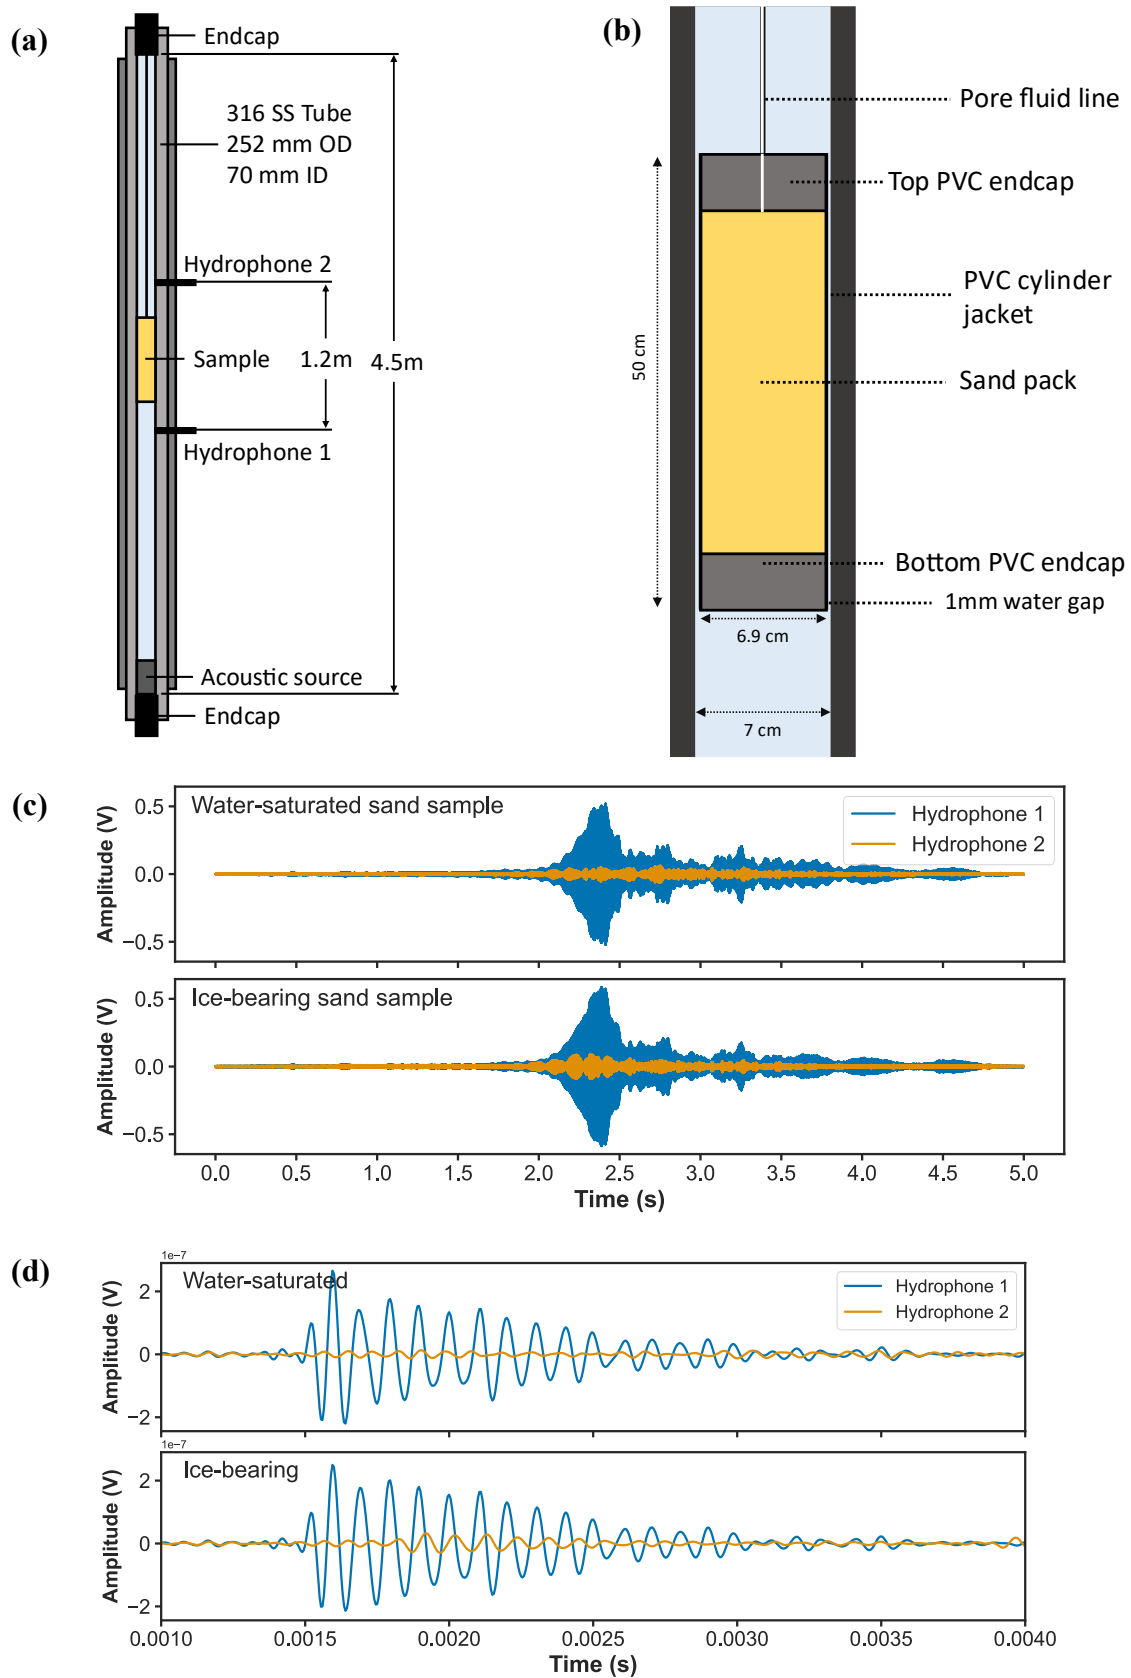 (a)
Endcap
316 SS Tube
252 mm OD
70 mm ID
Hydrophone 2
Sample
1.2m
4.5m
Hydrophone 1
Acoustic source
Endcap
(b)
Pore fluid line
Top PVC endcap
PVC cylinder
jacket
50 cm
Sand pack
Bottom PVC endcap
1mm water gap
6.9 cm
7 cm
(c)
Water-saturated sand sample
Hydrophone 1
Hydrophone 2
Amplitude (V)
0.5
0.0
−0.5
Ice-bearing sand sample
Amplitude (V)
0.5
0.0
−0.5
0.0 0.5 1.0 1.5 2.0 2.5 3.0 3.5 4.0 4.5 5.0
Time (s)
(d)
1e−7
Water-saturated
Hydrophone 1
Hydrophone 2
Amplitude (V)
2
0
−2
1e−7
Ice-bearing
Amplitude (V)
2
0
−2
0.0010 0.0015 0.0020 0.0025 0.0030 0.0035 0.0040
Time (s)